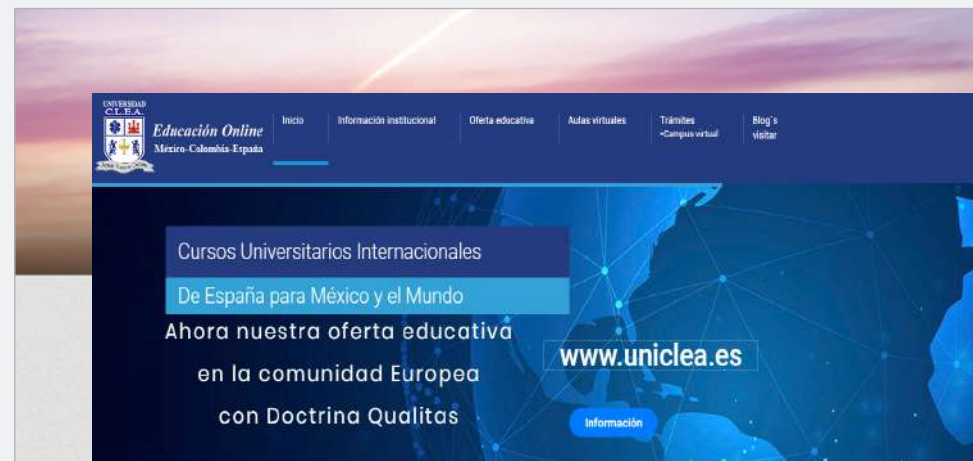 UNIVERSIDAD
C.L.E.A.
Educación Online
México-Colombia-España
Inicio
Información institucional
Oferta educativa
Aulas virtuales
Trámites
•Campus virtual
Blog´s
visitar
Cursos Universitarios Internacionales
De España para México y el Mundo
Ahora nuestra oferta educativa
en la comunidad Europea
con Doctrina Qualitas
www.uniclea.es
Información